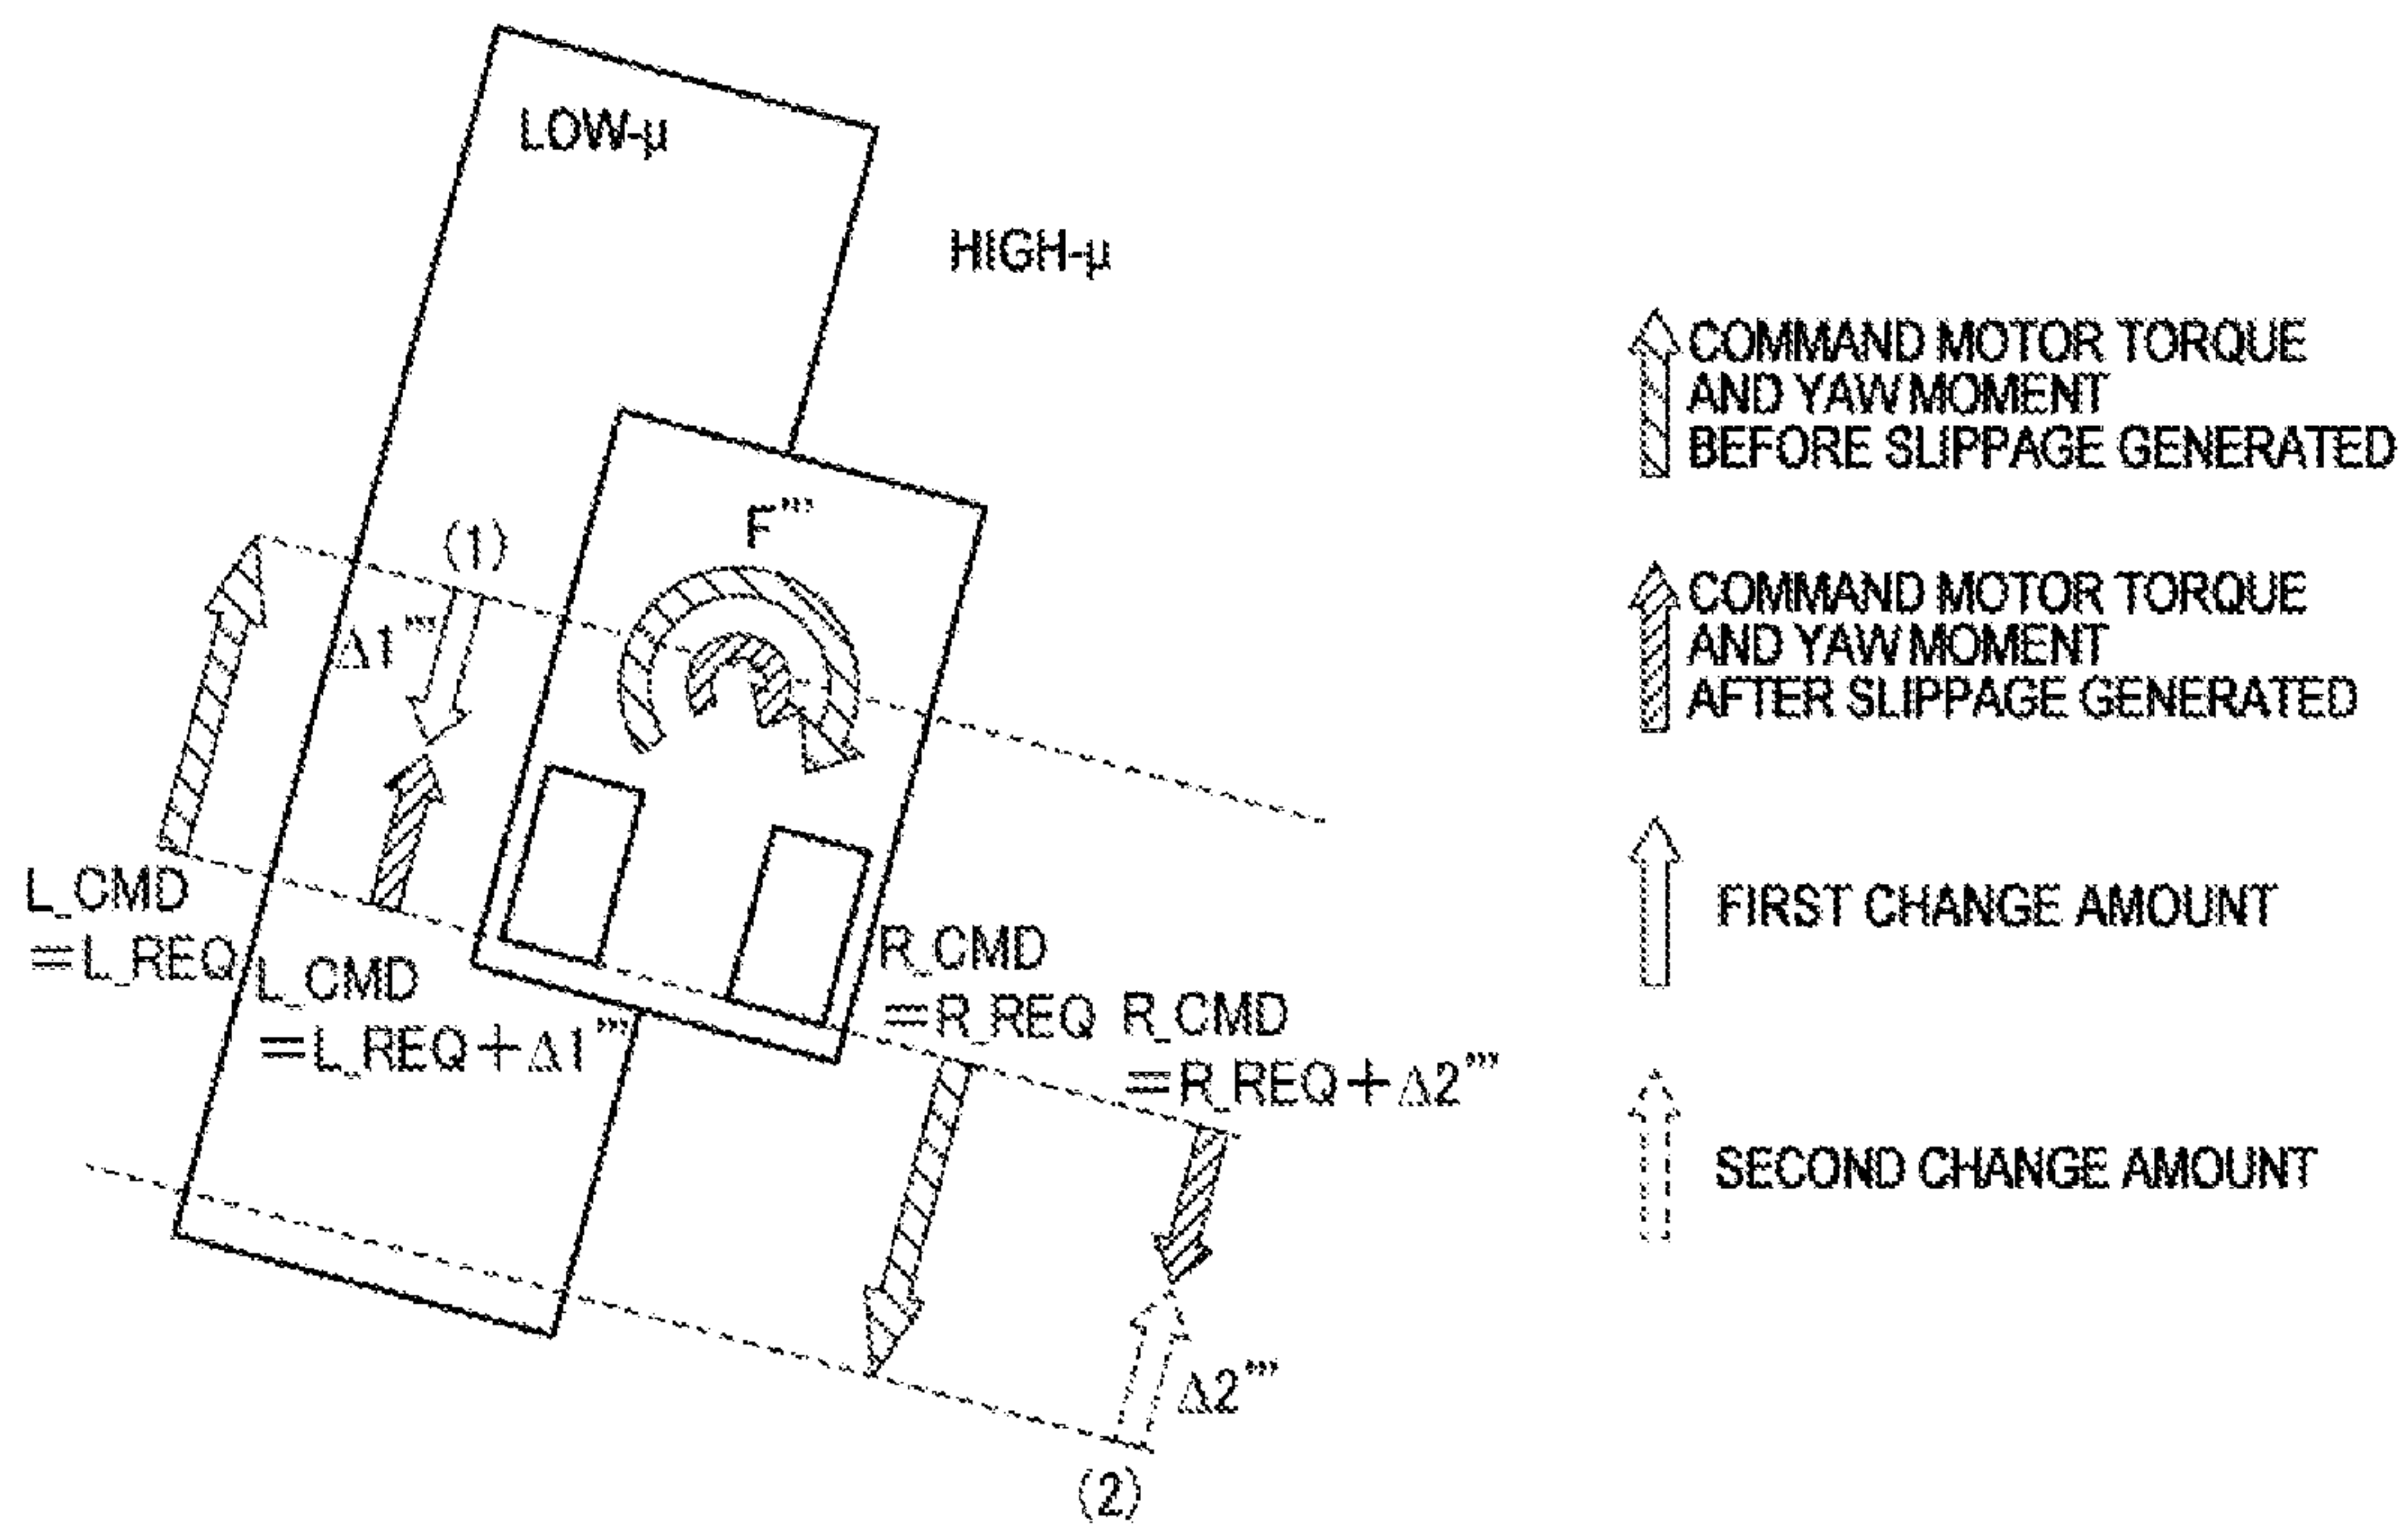 LOW-μ
HIGH-μ
(1)
F'''
Δ1'''
L_CMD
=L_REQ
L_CMD
=L_REQ+Δ1'''
R_CMD
=R_REQ
R_CMD
=R_REQ+Δ2'''
Δ2'''
(2)
COMMAND MOTOR TORQUE
AND YAW MOMENT
BEFORE SLIPPAGE GENERATED
COMMAND MOTOR TORQUE
AND YAW MOMENT
AFTER SLIPPAGE GENERATED
FIRST CHANGE AMOUNT
SECOND CHANGE AMOUNT